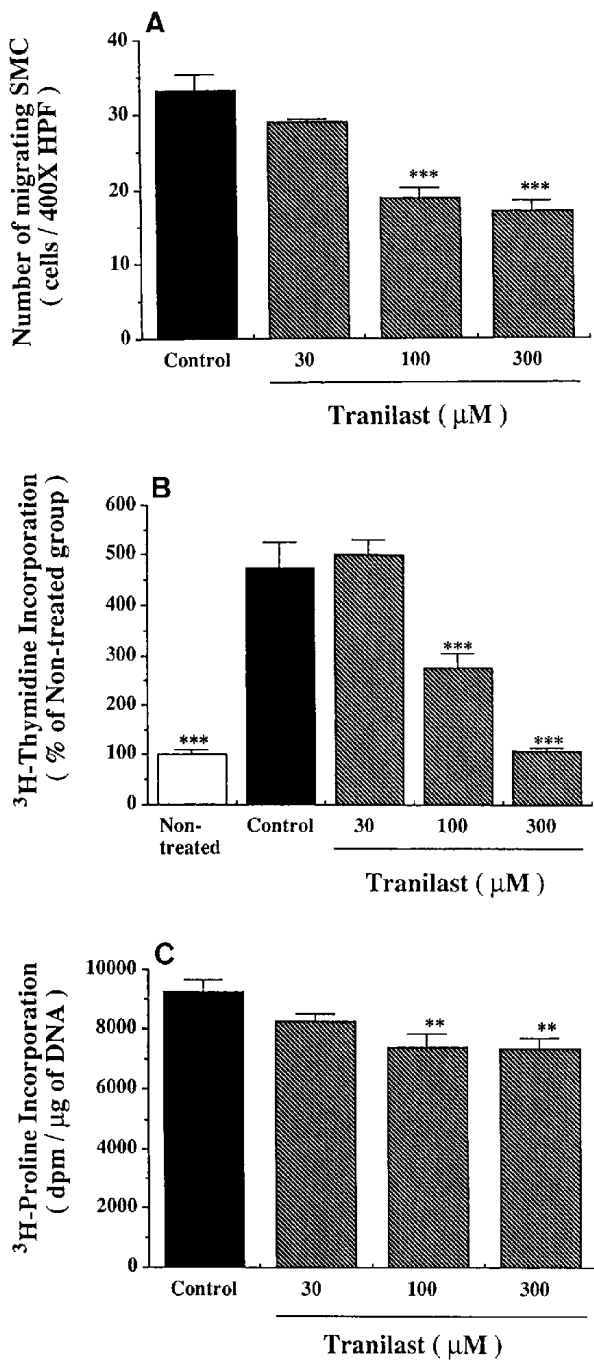 A
Number of migrating SMC
( cells / 400X HPF)
40
30
20
10
0
***
***
Control
30
100
300
Tranilast ( μM )
B
³H-Thymidine Incorporation
( % of Non-treated group )
600
500
400
300
200
100
0
***
***
***
Non-
treated
Control
30
100
300
Tranilast ( μM )
C
³H-Proline Incorporation
( dpm / μg of DNA )
10000
8000
6000
4000
2000
0
**
**
Control
30
100
300
Tranilast ( μM )